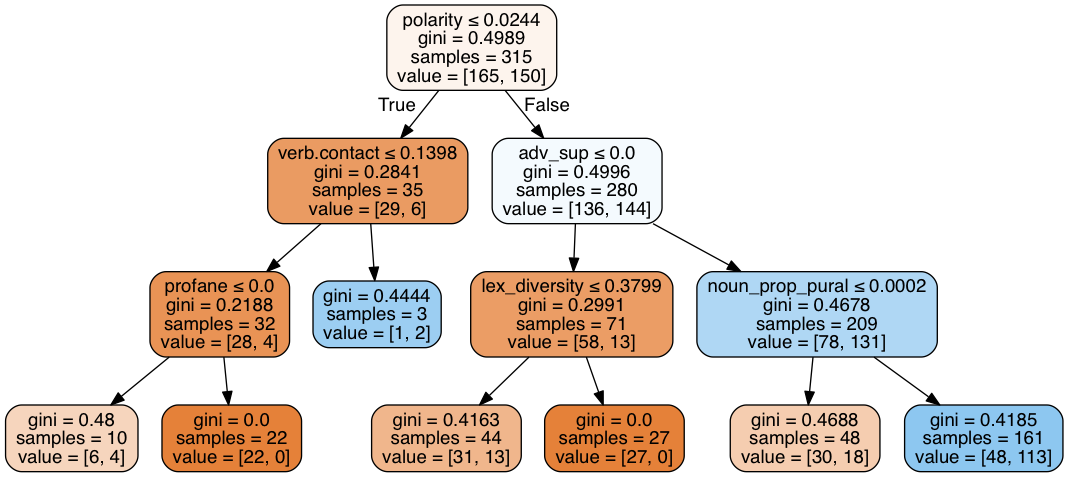 polarity ≤ 0.0244
gini = 0.4989
samples = 315
value = [165, 150]
True
False
verb.contact ≤ 0.1398
gini = 0.2841
samples = 35
value = [29, 6]
adv_sup ≤ 0.0
gini = 0.4996
samples = 280
value = [136, 144]
profane ≤ 0.0
gini = 0.2188
samples = 32
value = [28, 4]
gini = 0.4444
samples = 3
value = [1, 2]
lex_diversity ≤ 0.3799
gini = 0.2991
samples = 71
value = [58, 13]
noun_prop_pural ≤ 0.0002
gini = 0.4678
samples = 209
value = [78, 131]
gini = 0.48
samples = 10
value = [6, 4]
gini = 0.0
samples = 22
value = [22, 0]
gini = 0.4163
samples = 44
value = [31, 13]
gini = 0.0
samples = 27
value = [27, 0]
gini = 0.4688
samples = 48
value = [30, 18]
gini = 0.4185
samples = 161
value = [48, 113]